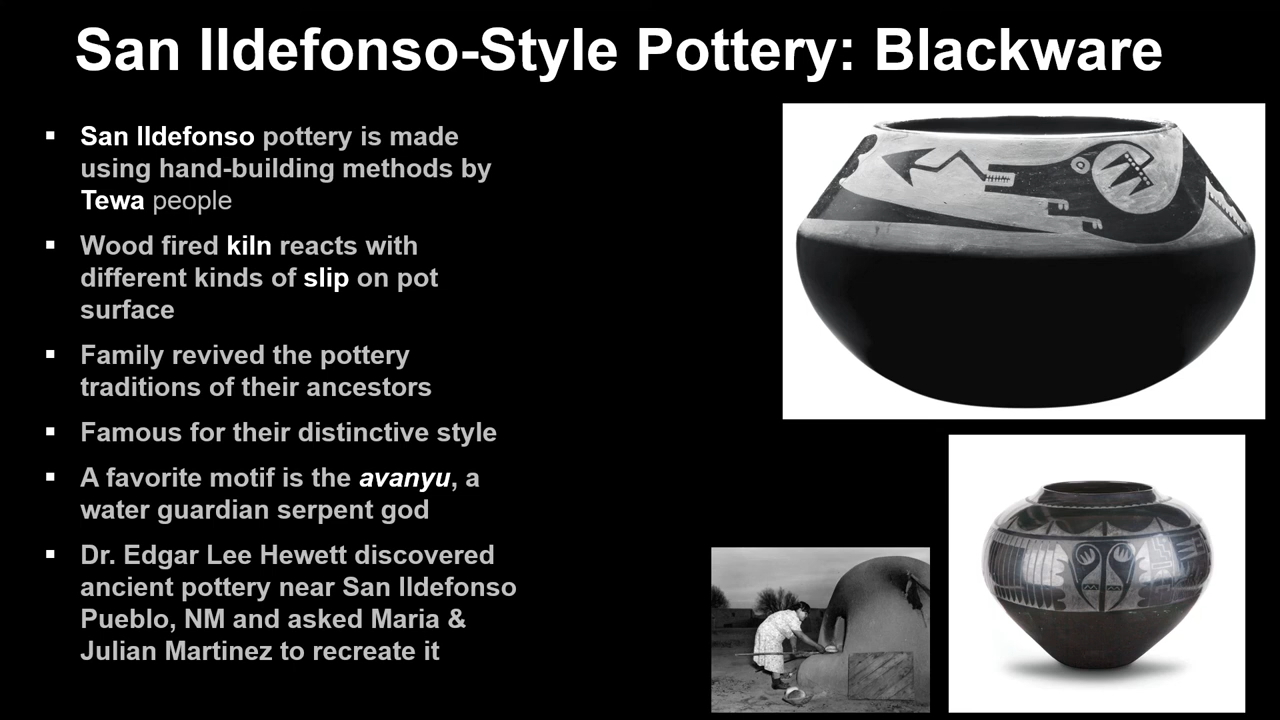 San Ildefonso-Style Pottery: Blackware
▪ San Ildefonso pottery is made
using hand-building methods by
Tewa people
▪ Wood fired kiln reacts with
different kinds of slip on pot
surface
▪ Family revived the pottery
traditions of their ancestors
▪ Famous for their distinctive style
▪ A favorite motif is the avanyu, a
water guardian serpent god
▪ Dr. Edgar Lee Hewett discovered
ancient pottery near San Ildefonso
Pueblo, NM and asked Maria &
Julian Martinez to recreate it